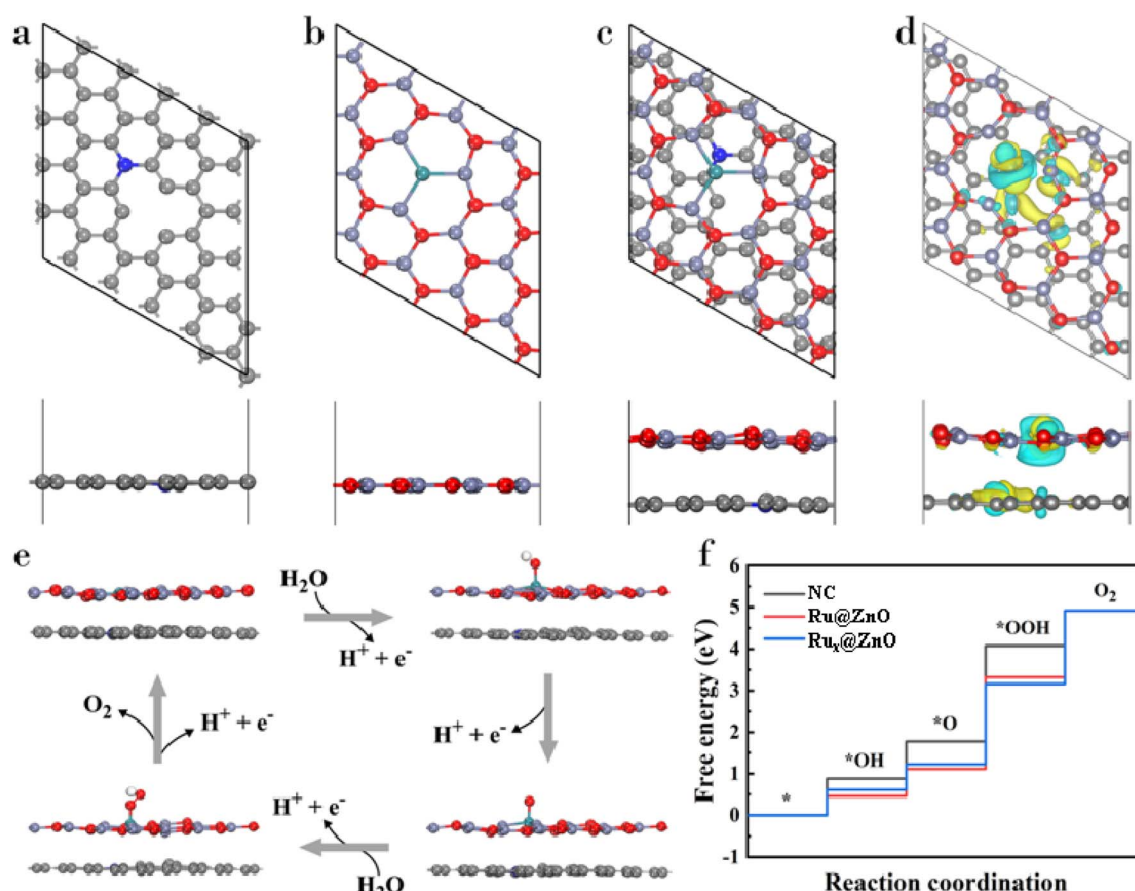 a
b
c
d
e
H₂O
H⁺ + e⁻
H⁺ + e⁻
H₂O
H⁺ + e⁻
O₂
H⁺ + e⁻
f
Free energy (eV)
6
5
4
3
2
1
0
-1
NC
Ru@ZnO
Ruₓ@ZnO
*
*OH
*O
*OOH
O₂
Reaction coordination